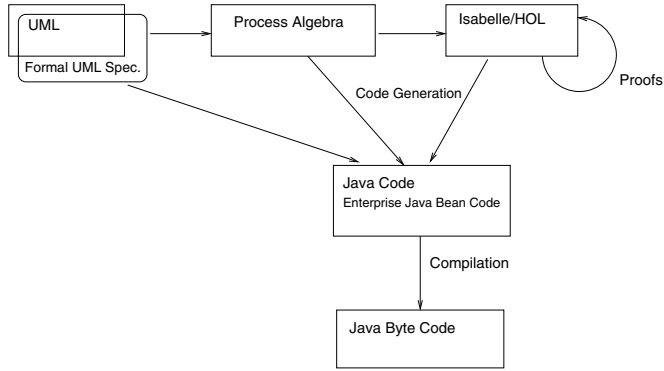 UML
Formal UML Spec.
Process Algebra
Isabelle/HOL
Proofs
Code Generation
Java Code
Enterprise Java Bean Code
Compilation
Java Byte Code